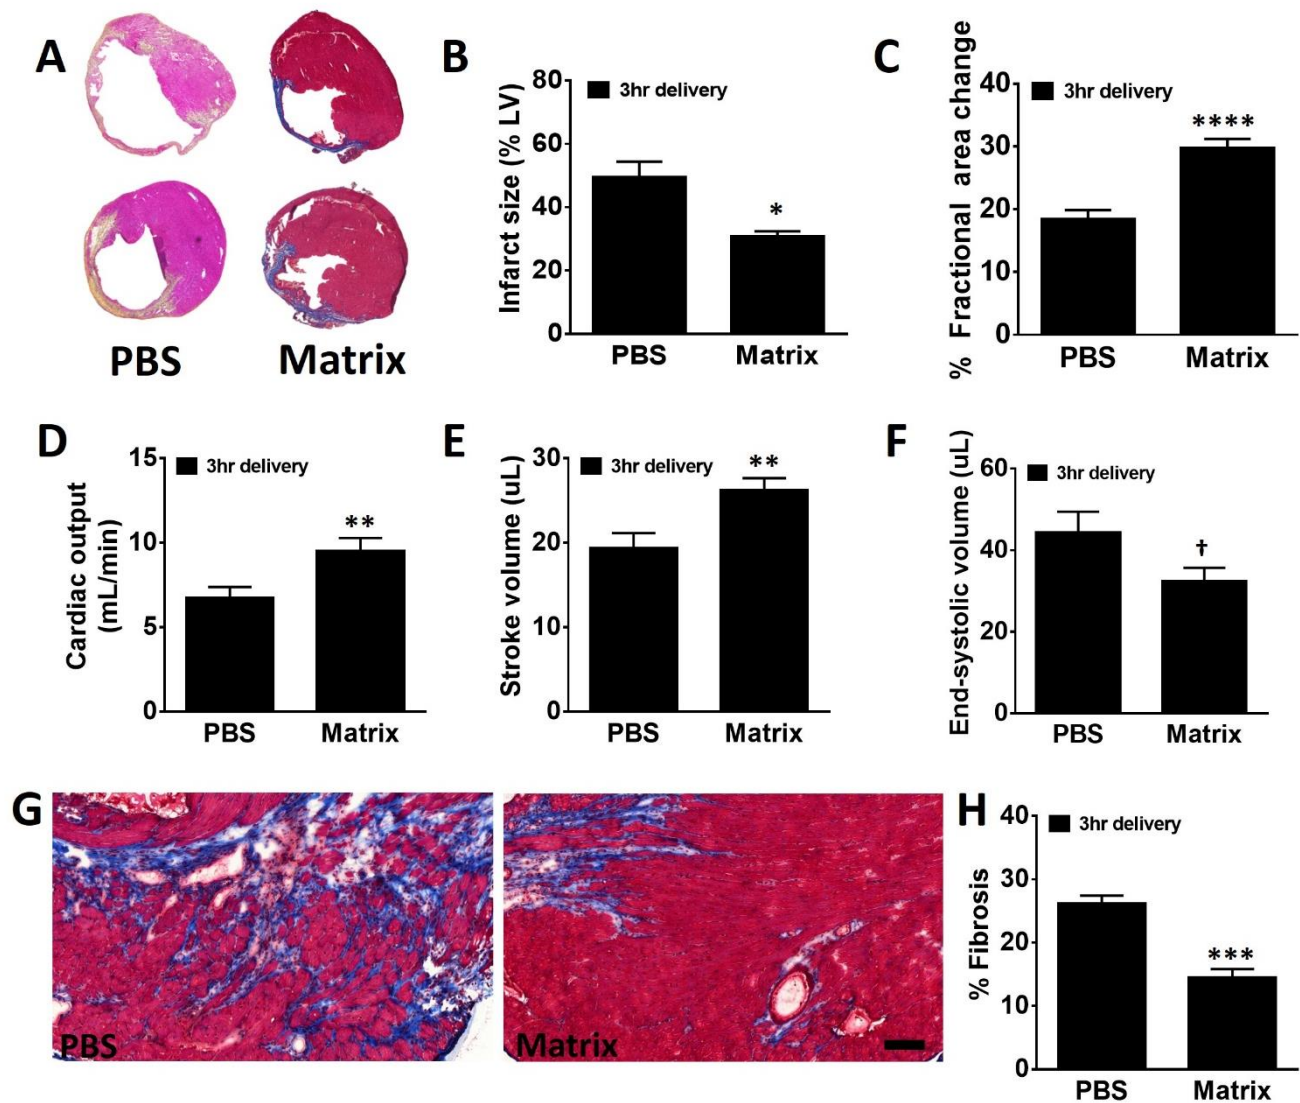 A
PBS
Matrix
B
Infarct size (% LV)
80
60
40
20
0
3hr delivery
*
PBS
Matrix
C
% Fractional area change
40
30
20
10
0
3hr delivery
****
PBS
Matrix
D
Cardiac output
(mL/min)
15
10
5
0
3hr delivery
**
PBS
Matrix
E
Stroke volume (uL)
30
20
10
0
3hr delivery
**
PBS
Matrix
F
End-systolic volume (uL)
60
40
20
0
3hr delivery
†
PBS
Matrix
G
PBS
Matrix
H
% Fibrosis
40
30
20
10
0
3hr delivery
***
PBS
Matrix